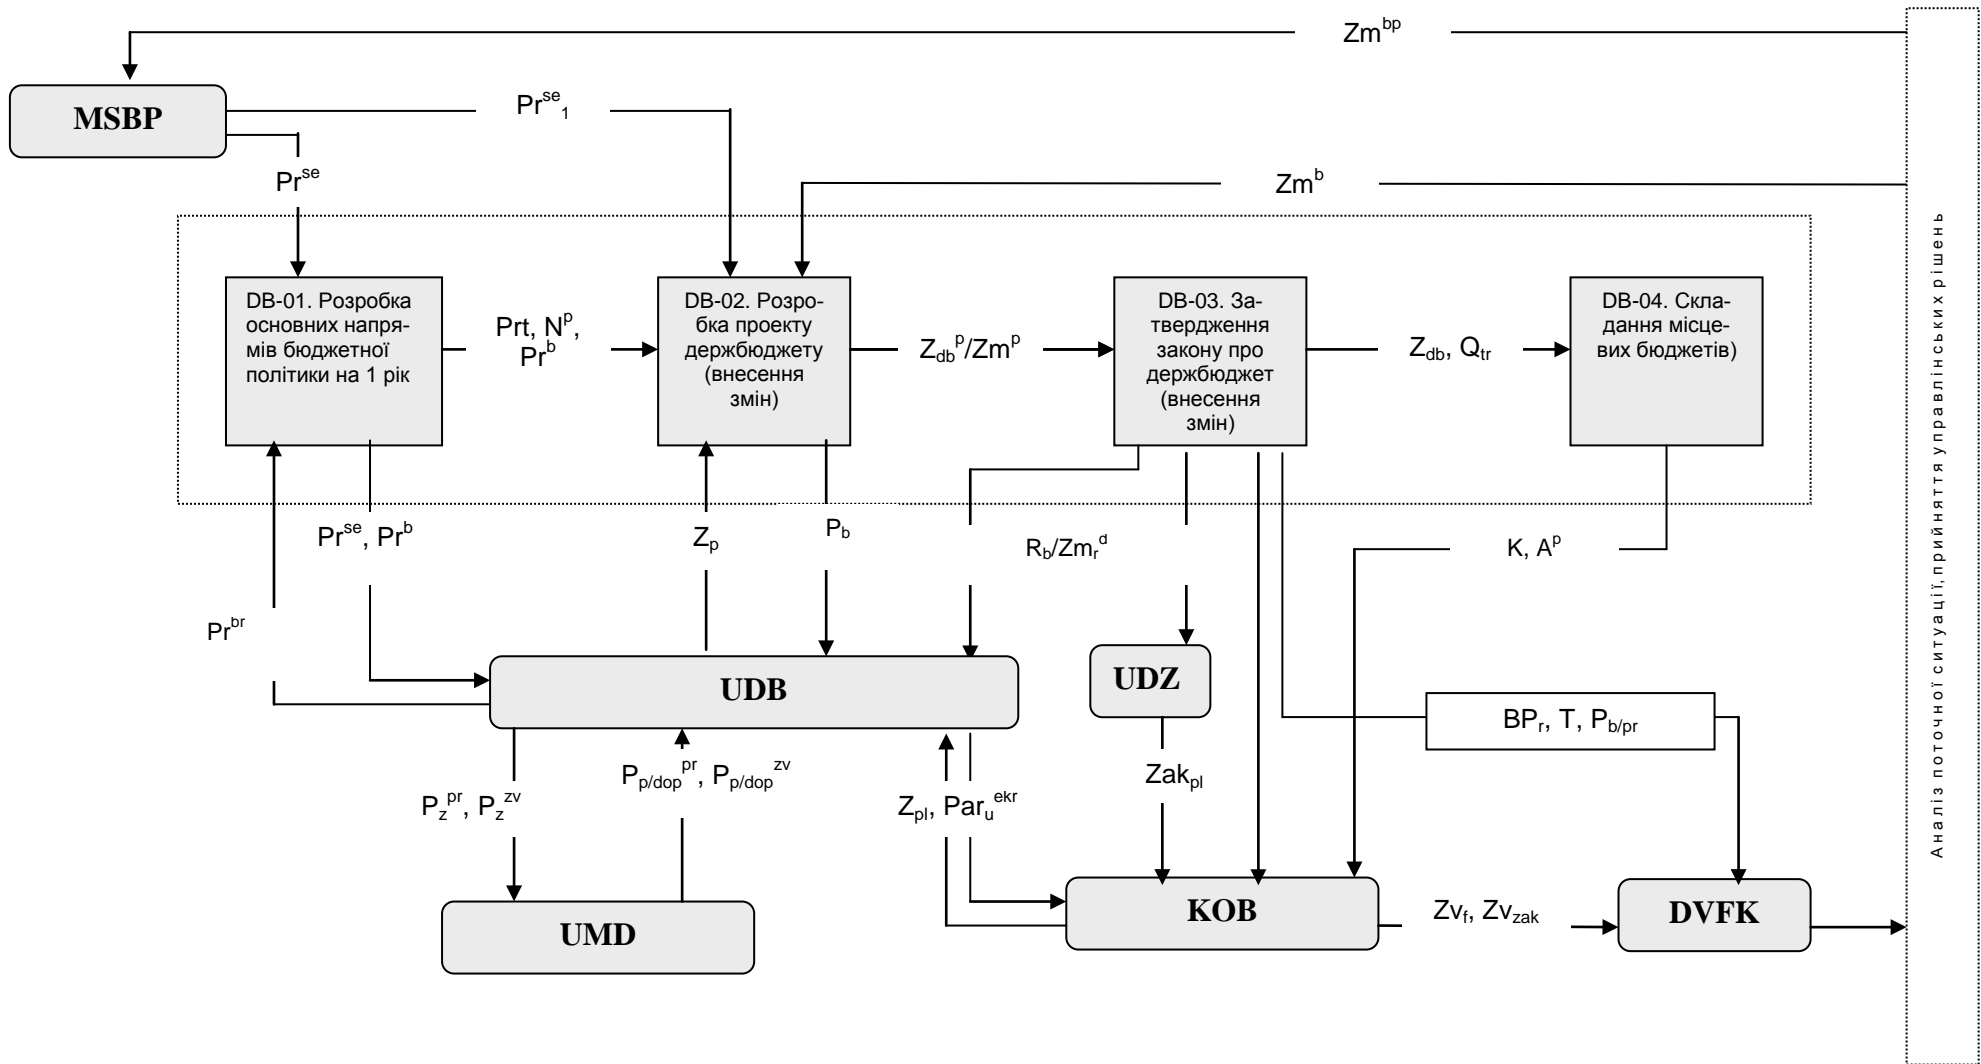 Zm^bp
MSBP
Pr^se_1
Pr^se
Zm^b
DB-01. Розробка
основних напря-
мів бюджетної
політики на 1 рік
Prt, N^p,
Pr^b
DB-02. Розро-
бка проекту
держбюджету
(внесення
змін)
Z_db^p/Zm^p
DB-03. За-
твердження
закону про
держбюджет
(внесення
змін)
Z_db, Q_tr
DB-04. Скла-
дання місце-
вих бюджетів)
Pr^se, Pr^b
Z_p
P_b
R_b/Zm_r^d
K, A^p
Pr^br
UDB
UDZ
BP_r, T, P_b/pr
P_z^pr, P_z^zv
P_p/dop^pr, P_p/dop^zv
Z_pl, Par_u^ekr
Zak_pl
UMD
KOB
Zv_f, Zv_zak
DVFK
Аналіз поточної ситуації, прийняття управлінських рішень